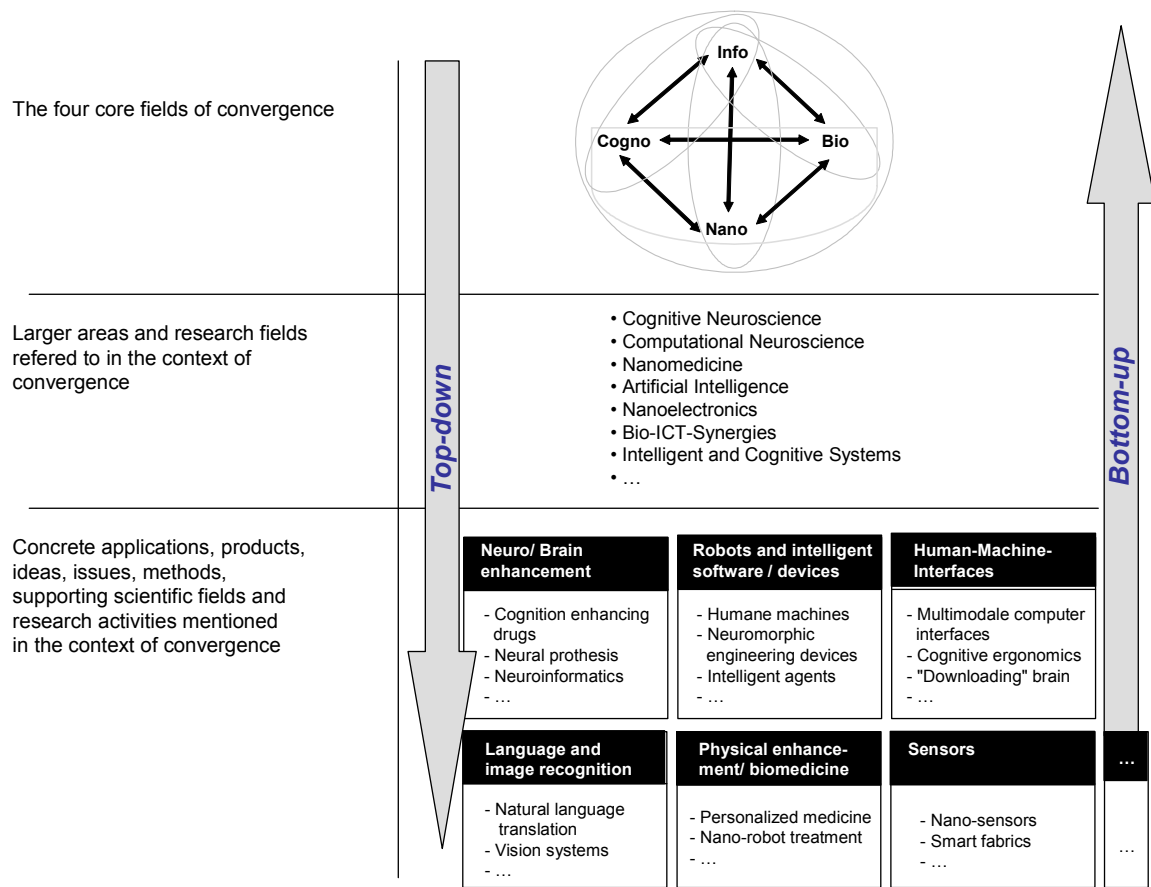 The four core fields of convergence
Info
Cogno
Bio
Nano
Larger areas and research fields
refered to in the context of
convergence
• Cognitive Neuroscience
• Computational Neuroscience
• Nanomedicine
• Artificial Intelligence
• Nanoelectronics
• Bio-ICT-Synergies
• Intelligent and Cognitive Systems
• …
Top-down
Bottom-up
Concrete applications, products,
ideas, issues, methods,
supporting scientific fields and
research activities mentioned
in the context of convergence
Neuro/ Brain
enhancement
- Cognition enhancing
drugs
- Neural prothesis
- Neuroinformatics
- …
Robots and intelligent
software / devices
- Humane machines
- Neuromorphic
engineering devices
- Intelligent agents
- …
Human-Machine-
Interfaces
- Multimodale computer
interfaces
- Cognitive ergonomics
- "Downloading" brain
- …
Language and
image recognition
- Natural language
translation
- Vision systems
- …
Physical enhance-
ment/ biomedicine
- Personalized medicine
- Nano-robot treatment
- …
Sensors
- Nano-sensors
- Smart fabrics
- …
…
…